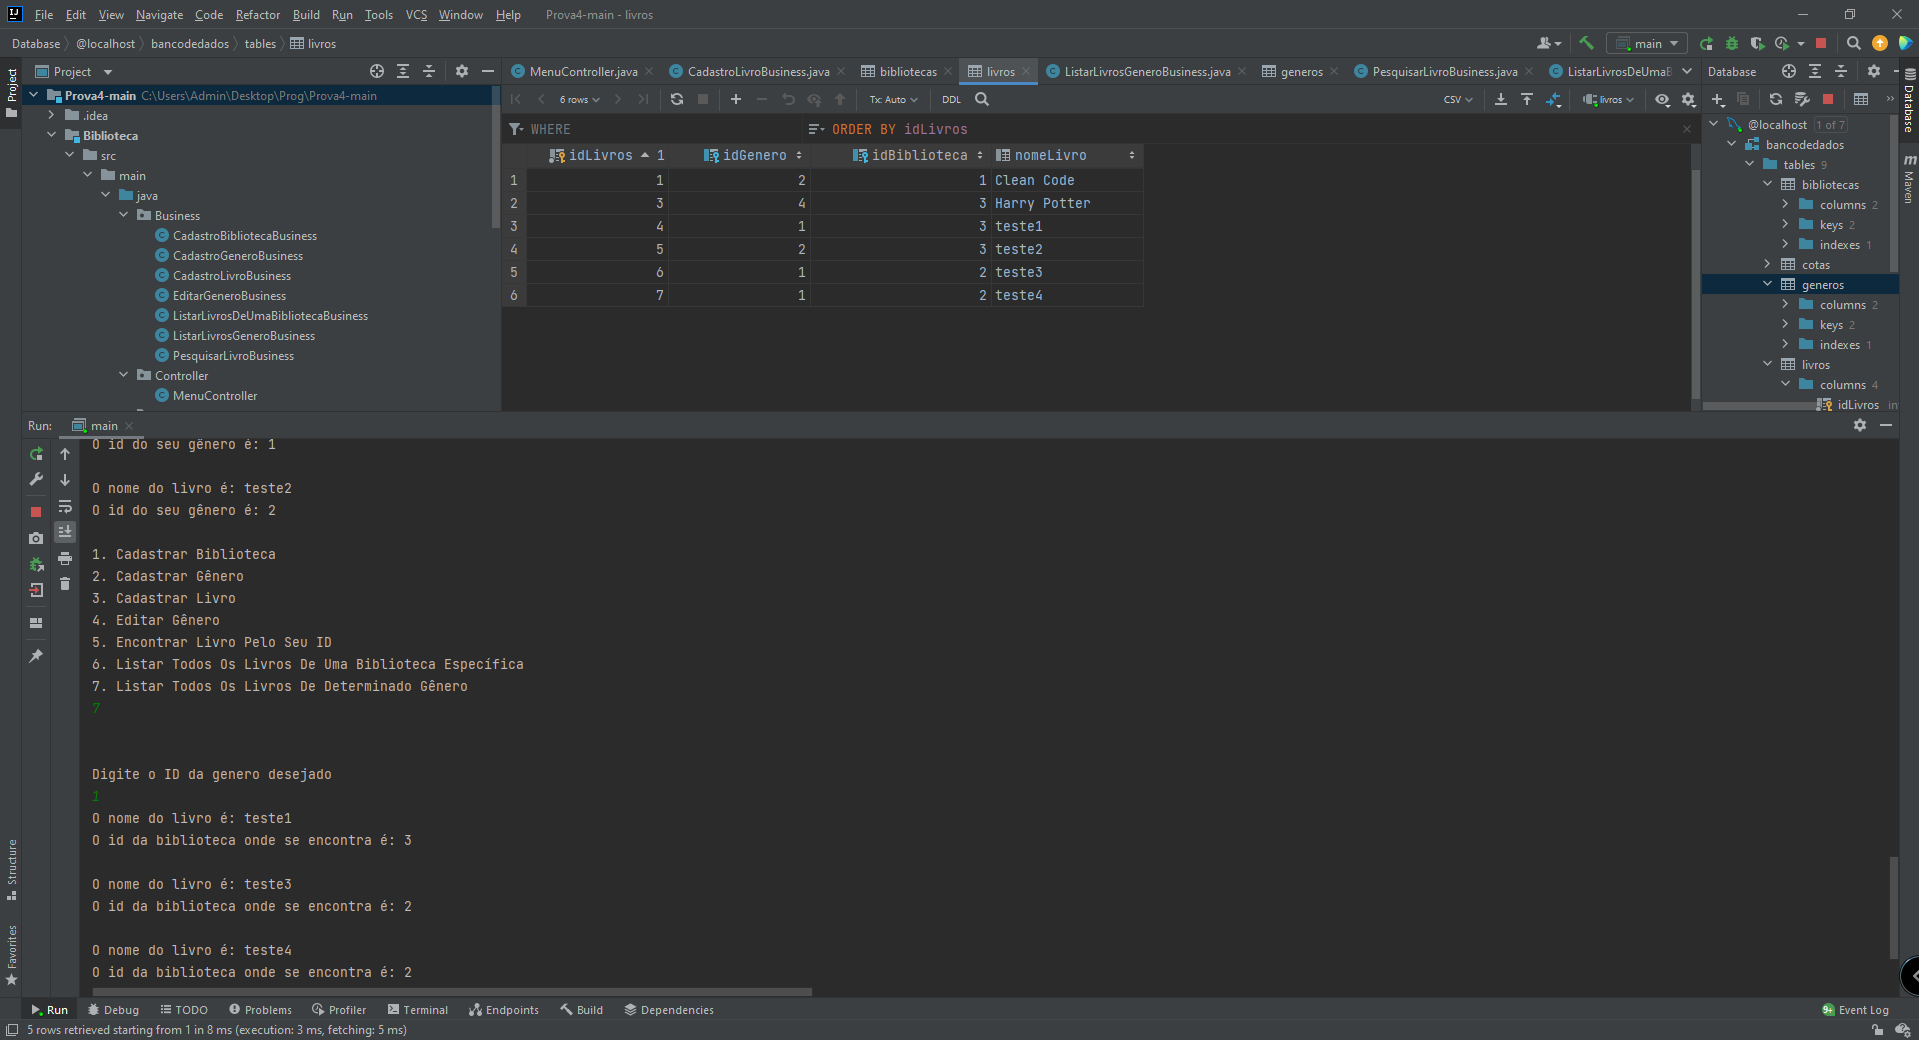 File Edit View Navigate Code Refactor Build Run Tools VCS Window Help Prova4-main - livros
Database @localhost bancodedados tables livros
main
Project
MenuController.java CadastroLivroBusiness.java bibliotecas livros ListarLivrosGeneroBusiness.java generos PesquisarLivroBusiness.java ListarLivrosDeUmaB
Database
Prova4-main C:\Users\Admin\Desktop\Prog\Prova4-main
.idea
Biblioteca
src
main
java
Business
CadastroBibliotecaBusiness
CadastroGeneroBusiness
CadastroLivroBusiness
EditarGeneroBusiness
ListarLivrosDeUmaBibliotecaBusiness
ListarLivrosGeneroBusiness
PesquisarLivroBusiness
Controller
MenuController
6 rows Tx: Auto DDL CSV livros
WHERE ORDER BY idLivros
idLivros 1 idGenero idBiblioteca nomeLivro
1 1 2 1 Clean Code
2 3 4 3 Harry Potter
3 4 1 3 teste1
4 5 2 3 teste2
5 6 1 2 teste3
6 7 1 2 teste4
@localhost 1 of 7
bancodedados
tables 9
bibliotecas
columns 2
keys 2
indexes 1
cotas
generos
columns 2
keys 2
indexes 1
livros
columns 4
idLivros in
Project
Structure
Favorites
Database
m
Maven
Run: main
O id do seu gênero é: 1
O nome do livro é: teste2
O id do seu gênero é: 2
1. Cadastrar Biblioteca
2. Cadastrar Gênero
3. Cadastrar Livro
4. Editar Gênero
5. Encontrar Livro Pelo Seu ID
6. Listar Todos Os Livros De Uma Biblioteca Específica
7. Listar Todos Os Livros De Determinado Gênero
7
Digite o ID da genero desejado
1
O nome do livro é: teste1
O id da biblioteca onde se encontra é: 3
O nome do livro é: teste3
O id da biblioteca onde se encontra é: 2
O nome do livro é: teste4
O id da biblioteca onde se encontra é: 2
Run Debug TODO Problems Profiler Terminal Endpoints Build Dependencies 9+ Event Log
5 rows retrieved starting from 1 in 8 ms (execution: 3 ms, fetching: 5 ms)